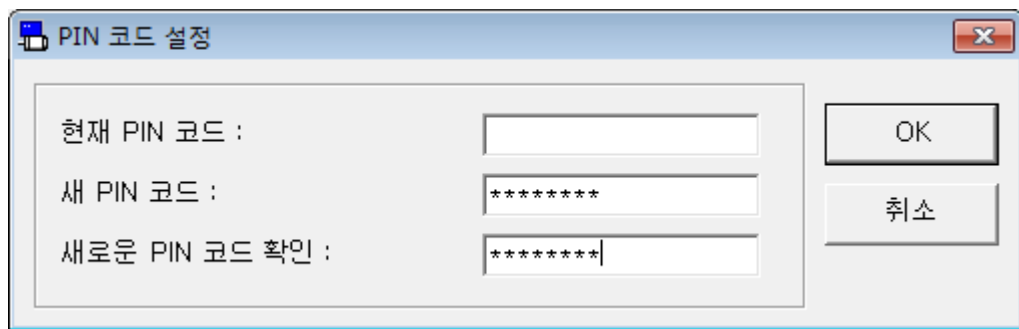 PIN 코드 설정
현재 PIN 코드 :
OK
새 PIN 코드 : ********
취소
새로운 PIN 코드 확인 : ********